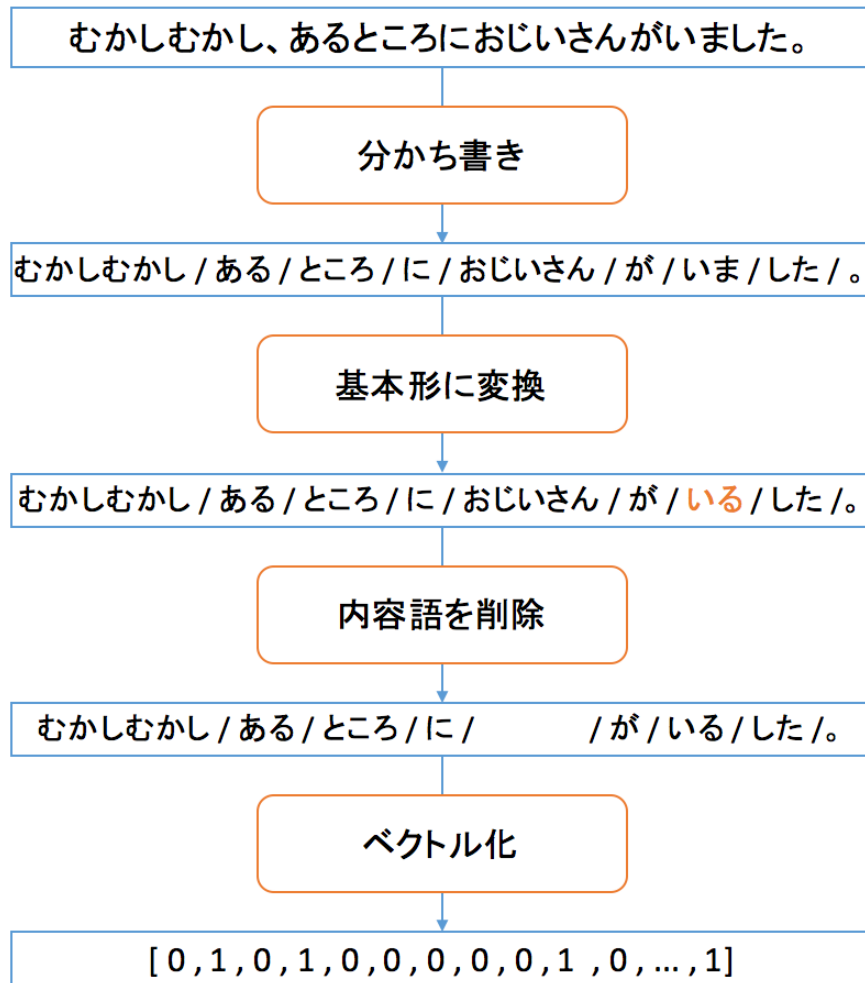 むかしむかし、あるところにおじいさんがいました。
分かち書き
むかしむかし / ある / ところ / に / おじいさん / が / いま / した / 。
基本形に変換
むかしむかし / ある / ところ / に / おじいさん / が / いる / した /。
内容語を削除
むかしむかし / ある / ところ / に / / が / いる / した /。
ベクトル化
[ 0 , 1 , 0 , 1 , 0 , 0 , 0 , 0 , 0 , 1 , 0 , ... , 1]